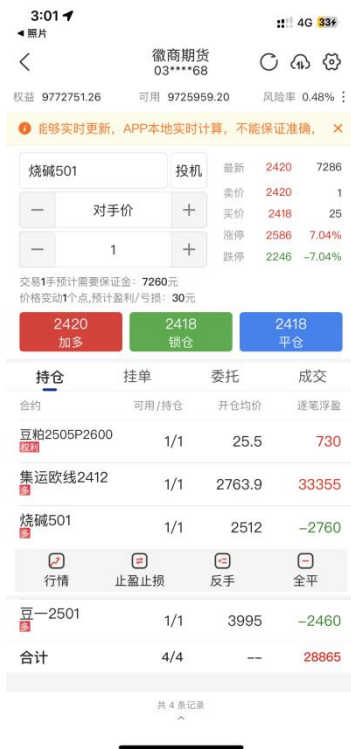 3:01
4G 33
◀ 照片
徽商期货
03****68
权益 9772751.26 可用 9725959.20 风险率 0.48%
能够实时更新，APP本地实时计算，不能保证准确，
烧碱501 投机
最新 2420 7286
卖价 2420 1
对手价
买价 2418 25
涨停 2586 7.04%
1
跌停 2246 -7.04%
交易1手预计需要保证金：7260元
价格变动1个点,预计盈利/亏损：30元
2420 2418 2418
加多 锁仓 平仓
持仓 挂单 委托 成交
合约 可用/持仓 开仓均价 逐笔浮盈
豆粕2505P2600 1/1 25.5 730
权利
集运欧线2412 1/1 2763.9 33355
多
烧碱501 1/1 2512 -2760
多
行情 止盈止损 反手 全平
豆一2501 1/1 3995 -2460
多
合计 4/4 -- 28865
共 4 条记录